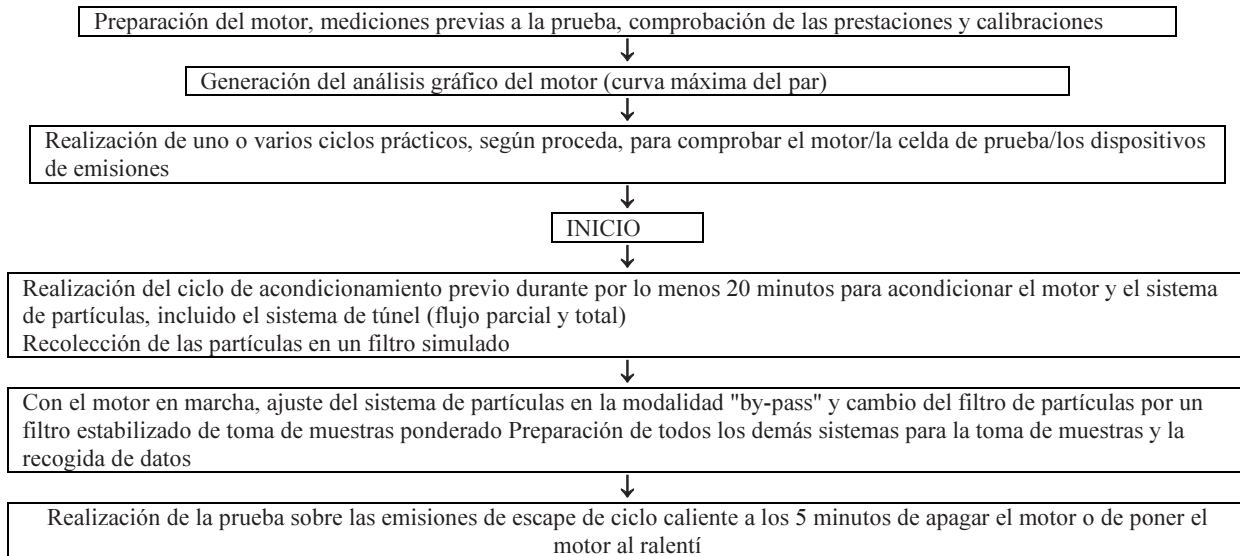 Preparación del motor, mediciones previas a la prueba, comprobación de las prestaciones y calibraciones
Generación del análisis gráfico del motor (curva máxima del par)
Realización de uno o varios ciclos prácticos, según proceda, para comprobar el motor/la celda de prueba/los dispositivos
de emisiones
INICIO
Realización del ciclo de acondicionamiento previo durante por lo menos 20 minutos para acondicionar el motor y el sistema
de partículas, incluido el sistema de túnel (flujo parcial y total)
Recolección de las partículas en un filtro simulado
Con el motor en marcha, ajuste del sistema de partículas en la modalidad "by-pass" y cambio del filtro de partículas por un
filtro estabilizado de toma de muestras ponderado Preparación de todos los demás sistemas para la toma de muestras y la
recogida de datos
Realización de la prueba sobre las emisiones de escape de ciclo caliente a los 5 minutos de apagar el motor o de poner el
motor al ralentí